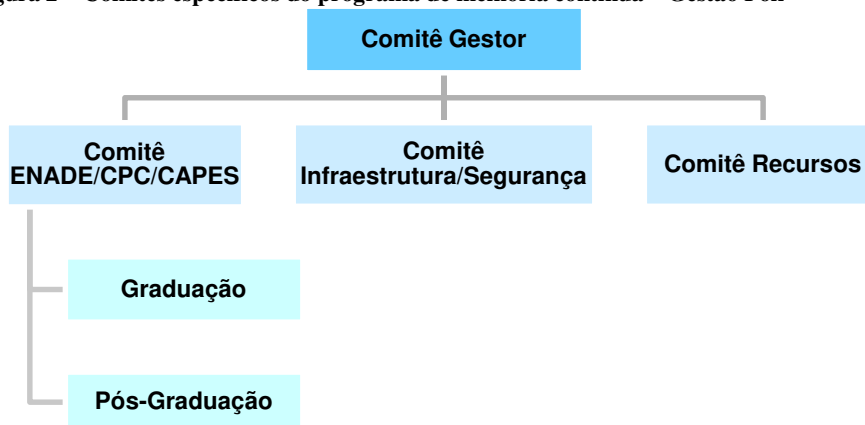 Comitê Gestor
Comitê
ENADE/CPC/CAPES
Comitê
Infraestrutura/Segurança
Comitê Recursos
Graduação
Pós-Graduação